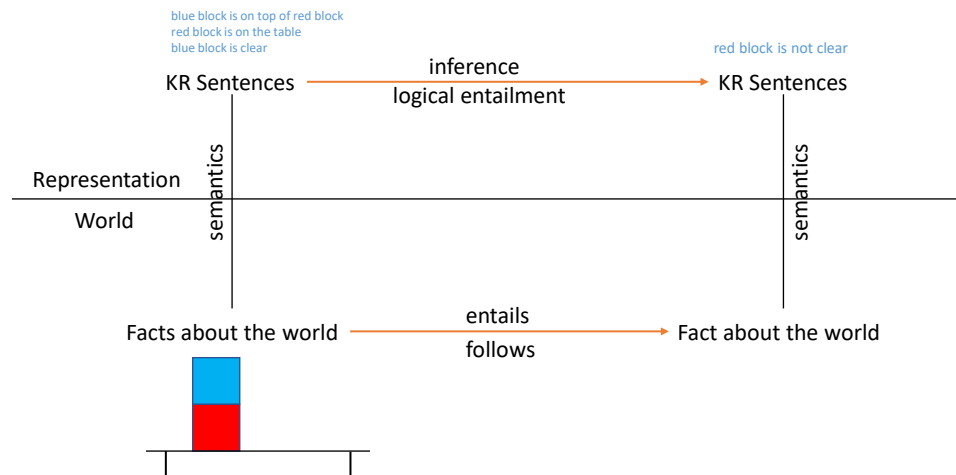 blue block is on top of red block
red block is on the table
blue block is clear
red block is not clear
KR Sentences
inference
logical entailment
KR Sentences
semantics
semantics
Representation
World
Facts about the world
entails
follows
Fact about the world